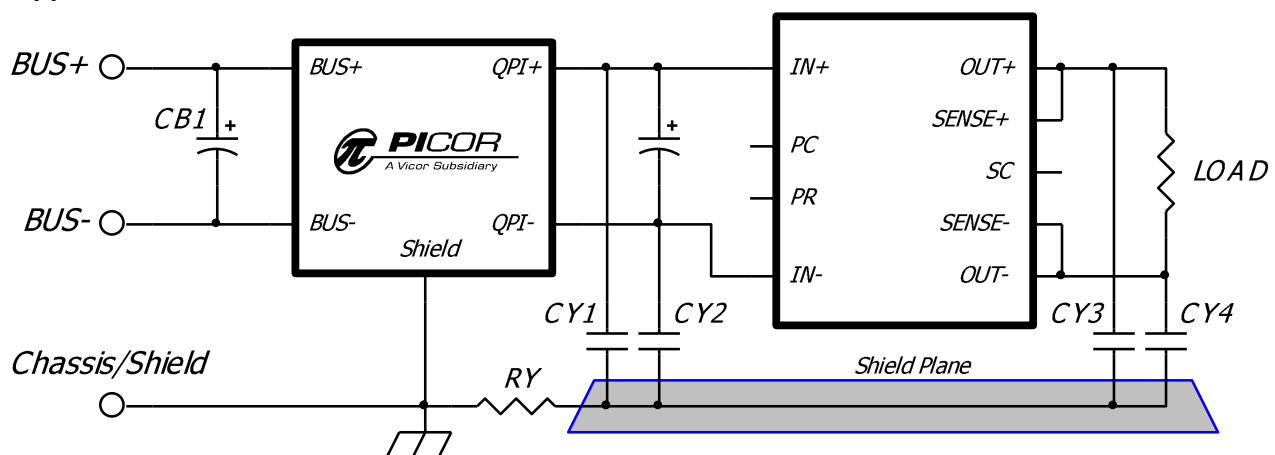 BUS+
BUS+
QPI+
IN+
OUT+
CB1
+
+
SENSE+
PICOR
A Vicor Subsidiary
PC
SC
LOAD
PR
BUS-
BUS-
QPI-
SENSE-
Shield
IN-
OUT-
CY1
CY2
CY3
CY4
Chassis/Shield
RY
Shield Plane